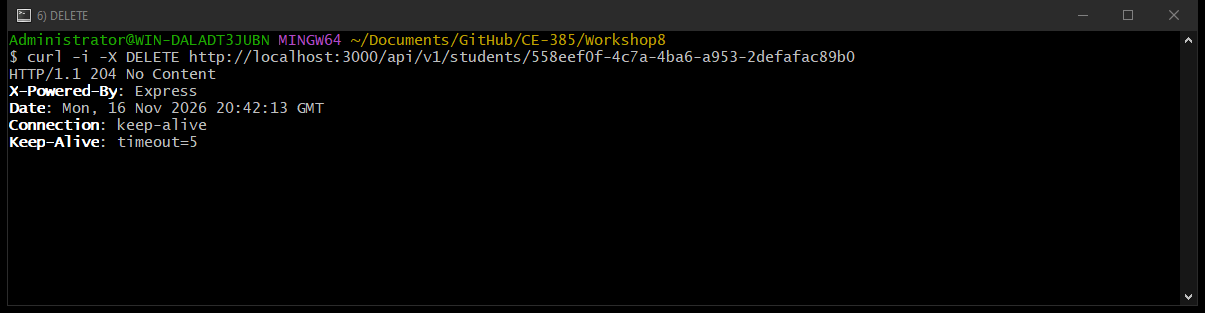 6) DELETE
Administrator@WIN-DALADT3JUBN MINGW64 ~/Documents/GitHub/CE-385/Workshop8
$ curl -i -X DELETE http://localhost:3000/api/v1/students/558eef0f-4c7a-4ba6-a953-2defafac89b0
HTTP/1.1 204 No Content
X-Powered-By: Express
Date: Mon, 16 Nov 2026 20:42:13 GMT
Connection: keep-alive
Keep-Alive: timeout=5